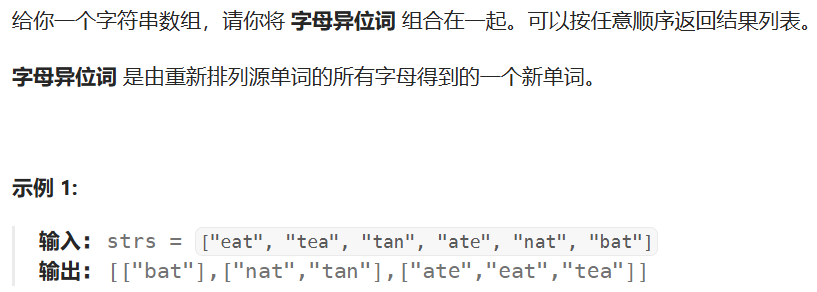 给你一个字符串数组，请你将 字母异位词 组合在一起。可以按任意顺序返回结果列表。
字母异位词 是由重新排列源单词的所有字母得到的一个新单词。
示例 1:
输入: strs = ["eat", "tea", "tan", "ate", "nat", "bat"]
输出: [["bat"],["nat","tan"],["ate","eat","tea"]]